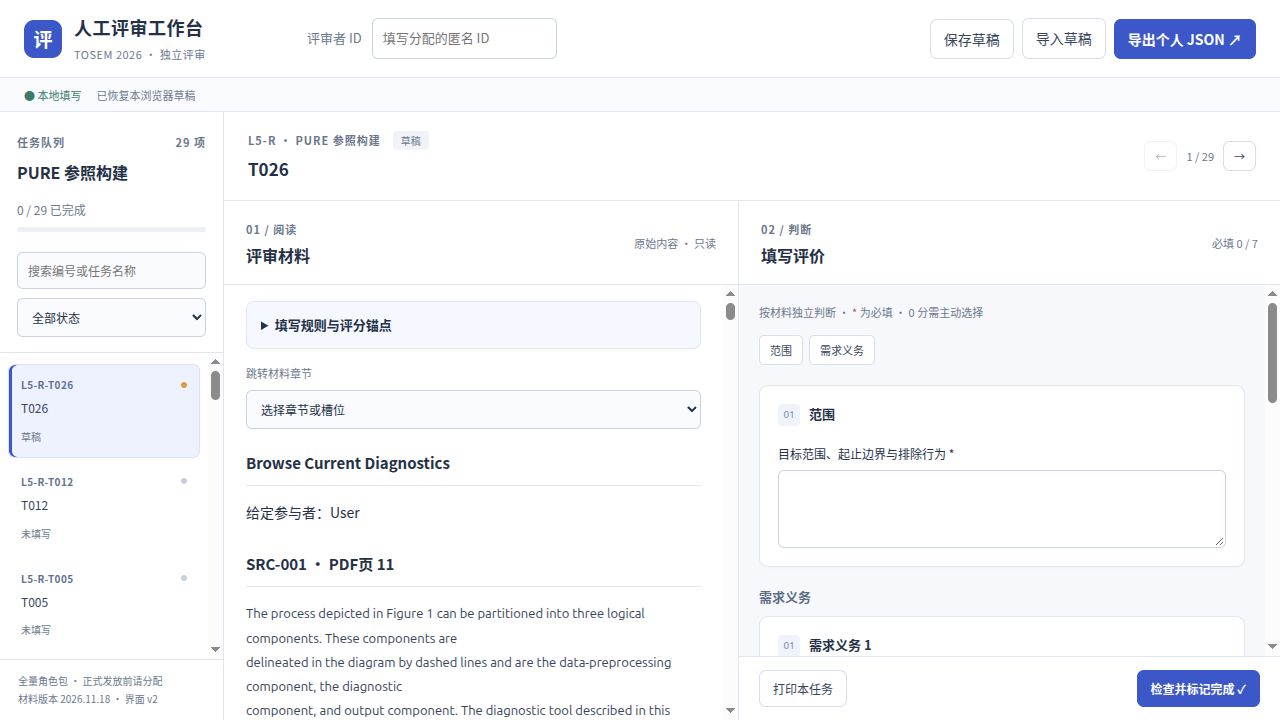 评
人工评审工作台
TOSEM 2026 · 独立评审
评审者 ID
填写分配的匿名 ID
保存草稿
导入草稿
导出个人 JSON ↗
本地填写
已恢复本浏览器草稿
任务队列
29 项
PURE 参照构建
0 / 29 已完成
搜索编号或任务名称
全部状态
L5-R-T026
T026
草稿
L5-R-T012
T012
未填写
L5-R-T005
T005
未填写
全量角色包 · 正式发放前请分配
材料版本 2026.11.18 · 界面 v2
L5-R · PURE 参照构建
草稿
T026
←
1 / 29
→
01 / 阅读
评审材料
原始内容 · 只读
填写规则与评分锚点
跳转材料章节
选择章节或槽位
Browse Current Diagnostics
给定参与者：User
SRC-001 · PDF页 11
The process depicted in Figure 1 can be partitioned into three logical
components. These components are
delineated in the diagram by dashed lines and are the data-preprocessing
component, the diagnostic
component, and output component. The diagnostic tool described in this
02 / 判断
填写评价
必填 0 / 7
按材料独立判断 · * 为必填 · 0 分需主动选择
范围
需求义务
01
范围
目标范围、起止边界与排除行为 *
需求义务
01
需求义务 1
打印本任务
检查并标记完成 ✓